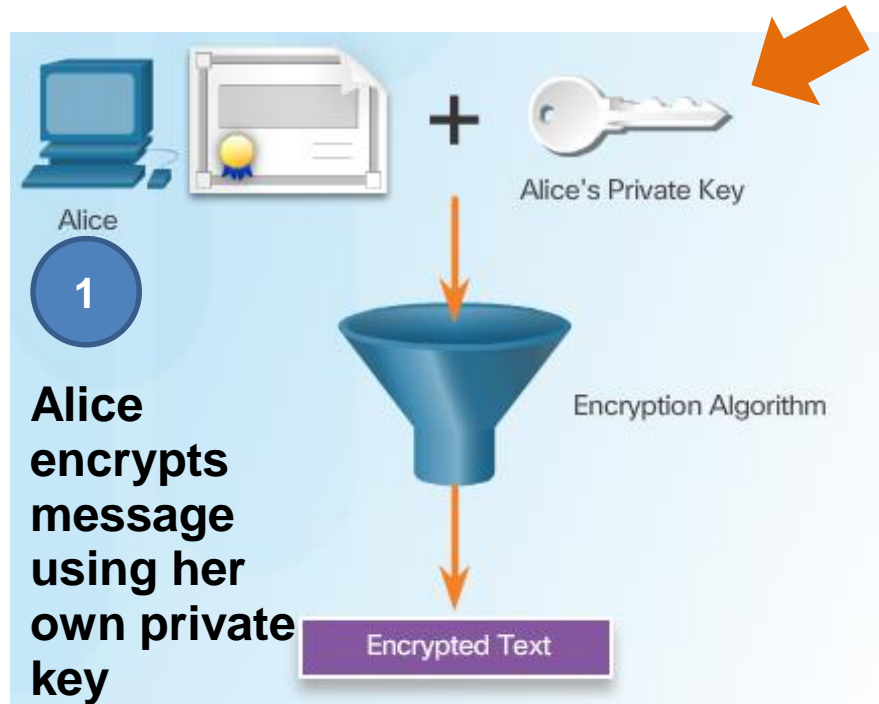 +
Alice's Private Key
Alice
1
Alice
encrypts
message
using her
own private
key
Encryption Algorithm
Encrypted Text